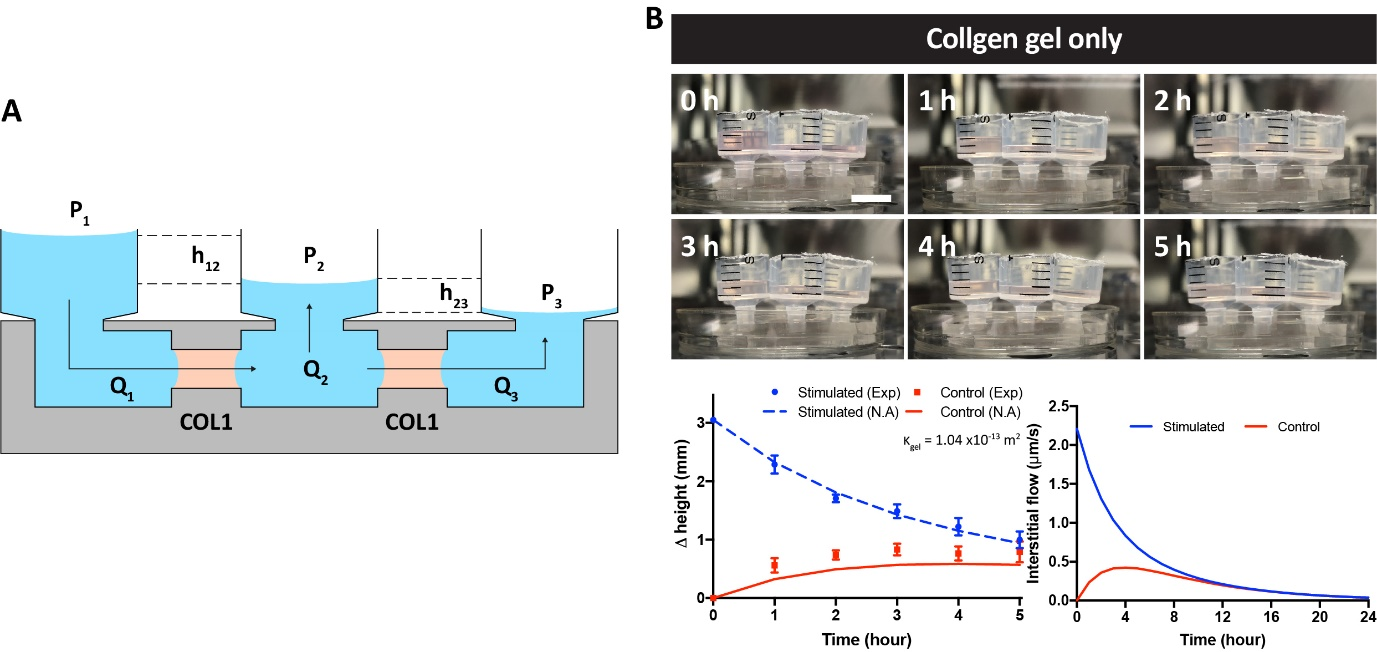 A
P1
h12
P2
h23
P3
Q1
Q2
Q3
COL1
COL1
B
Collgen gel only
0 h
1 h
2 h
3 h
4 h
5 h
Stimulated (Exp)
Control (Exp)
Stimulated (N.A)
Control (N.A)
κgel = 1.04 x10-13 m2
Δ height (mm)
3
2
1
0
0
1
2
3
4
5
Time (hour)
Stimulated
Control
Interstitial flow (μm/s)
2.5
2.0
1.5
1.0
0.5
0.0
0
4
8
12
16
20
24
Time (hour)